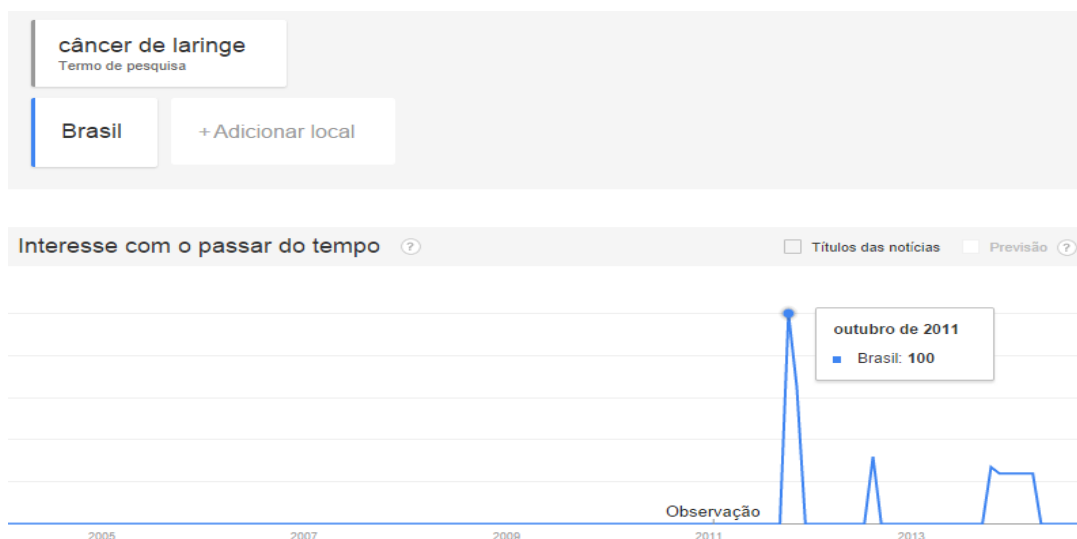 câncer de laringe
Termo de pesquisa
Brasil
+Adicionar local
Interesse com o passar do tempo ?
Títulos das notícias
Previsão ?
outubro de 2011
Brasil: 100
Observação
2005 2007 2009 2011 2013